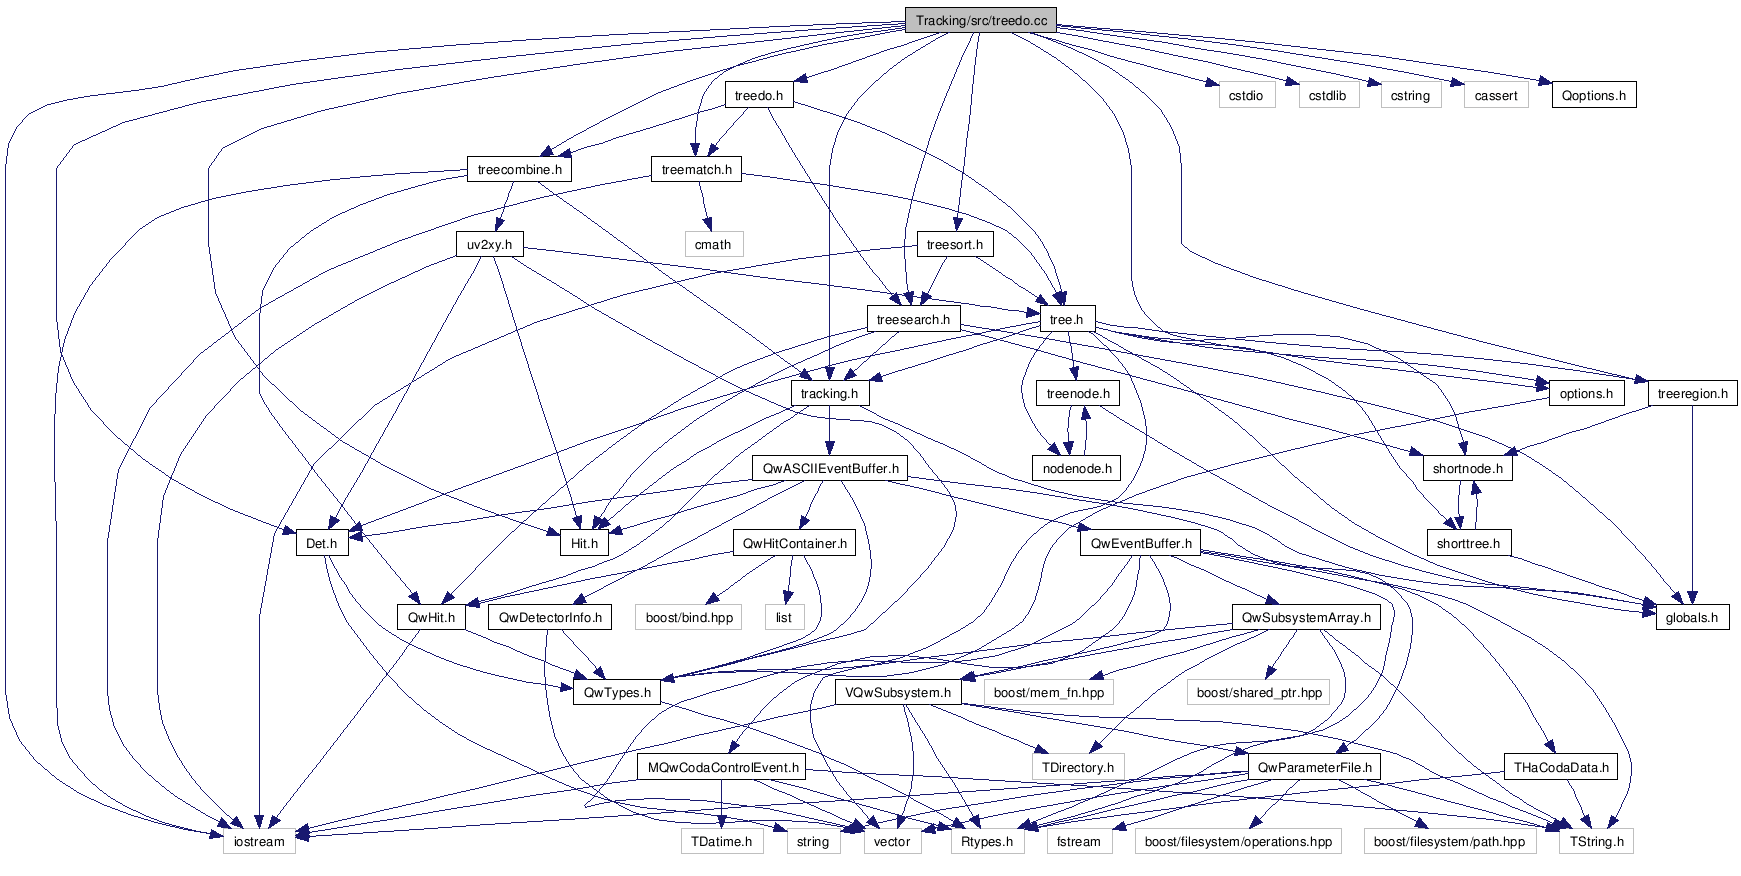 Tracking/src/treedo.cc
treedo.h
cstdio
cstdlib
cstring
cassert
Qoptions.h
treecombine.h
treematch.h
uv2xy.h
cmath
treesort.h
treesearch.h
tree.h
tracking.h
treenode.h
options.h
treeregion.h
QwASCIIEventBuffer.h
nodenode.h
shortnode.h
Det.h
Hit.h
QwHitContainer.h
QwEventBuffer.h
shorttree.h
QwHit.h
QwDetectorInfo.h
boost/bind.hpp
list
QwSubsystemArray.h
globals.h
QwTypes.h
VQwSubsystem.h
boost/mem_fn.hpp
boost/shared_ptr.hpp
MQwCodaControlEvent.h
TDirectory.h
QwParameterFile.h
THaCodaData.h
iostream
TDatime.h
string
vector
Rtypes.h
fstream
boost/filesystem/operations.hpp
boost/filesystem/path.hpp
TString.h